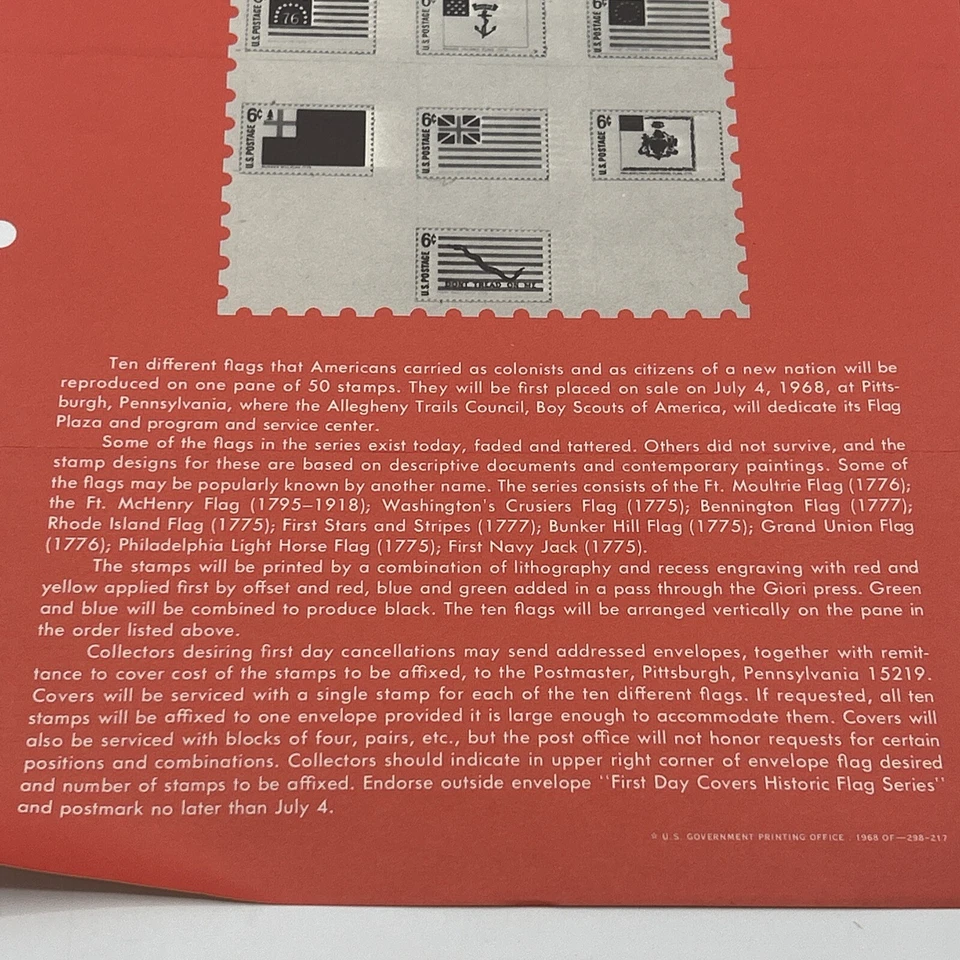 U.S. POSTAGE 76 U.S. POSTAGE 6¢ U.S. POSTAGE
6¢ U.S. POSTAGE 6¢ U.S. POSTAGE 6¢ U.S. POSTAGE
6¢ U.S. POSTAGE
DONT TREAD ON ME
Ten different flags that Americans carried as colonists and as citizens of a new nation will be
reproduced on one pane of 50 stamps. They will be first placed on sale on July 4, 1968, at Pitts-
burgh, Pennsylvania, where the Allegheny Trails Council, Boy Scouts of America, will dedicate its Flag
Plaza and program and service center.
Some of the flags in the series exist today, faded and tattered. Others did not survive, and the
stamp designs for these are based on descriptive documents and contemporary paintings. Some of
the flags may be popularly known by another name. The series consists of the Ft. Moultrie Flag (1776);
the Ft. McHenry Flag (1795–1918); Washington's Crusiers Flag (1775); Bennington Flag (1777);
Rhode Island Flag (1775); First Stars and Stripes (1777); Bunker Hill Flag (1775); Grand Union Flag
(1776); Philadelphia Light Horse Flag (1775); First Navy Jack (1775).
The stamps will be printed by a combination of lithography and recess engraving with red and
yellow applied first by offset and red, blue and green added in a pass through the Giori press. Green
and blue will be combined to produce black. The ten flags will be arranged vertically on the pane in
the order listed above.
Collectors desiring first day cancellations may send addressed envelopes, together with remit-
tance to cover cost of the stamps to be affixed, to the Postmaster, Pittsburgh, Pennsylvania 15219.
Covers will be serviced with a single stamp for each of the ten different flags. If requested, all ten
stamps will be affixed to one envelope provided it is large enough to accommodate them. Covers will
also be serviced with blocks of four, pairs, etc., but the post office will not honor requests for certain
positions and combinations. Collectors should indicate in upper right corner of envelope flag desired
and number of stamps to be affixed. Endorse outside envelope "First Day Covers Historic Flag Series"
and postmark no later than July 4.
☆ U.S. GOVERNMENT PRINTING OFFICE : 1968 OF—298-217